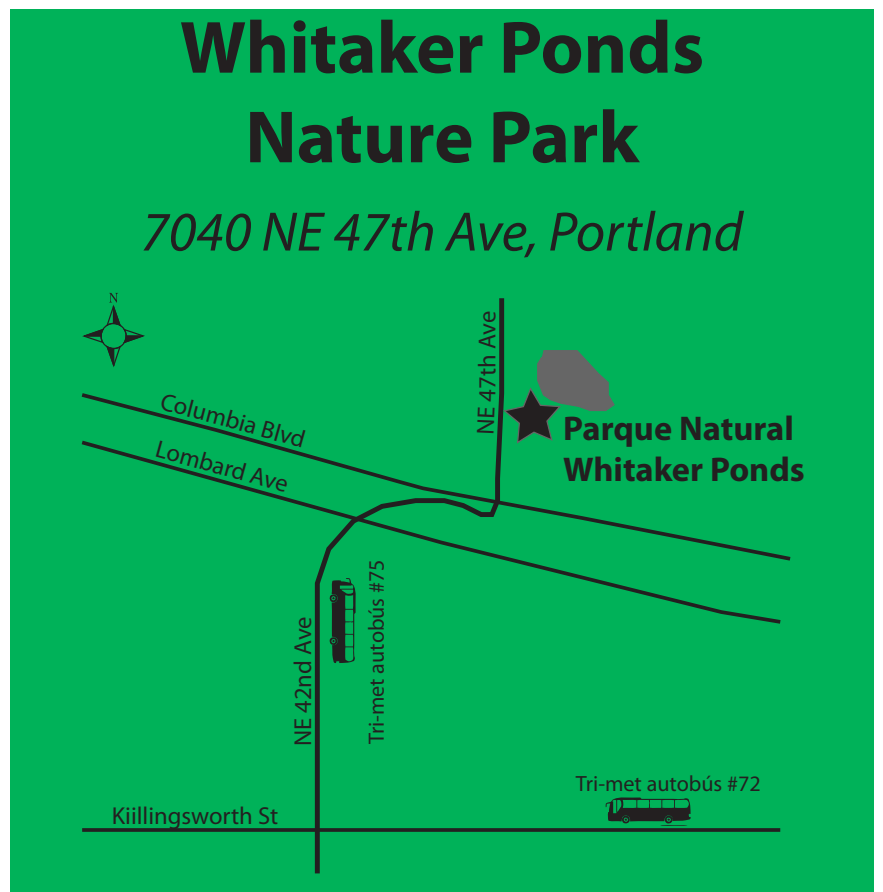 Whitaker Ponds
Nature Park
7040 NE 47th Ave, Portland
N
NE 47th Ave
Columbia Blvd
Lombard Ave
Parque Natural
Whitaker Ponds
NE 42nd Ave
Tri-met autobús #75
Tri-met autobús #72
Kiillingsworth St